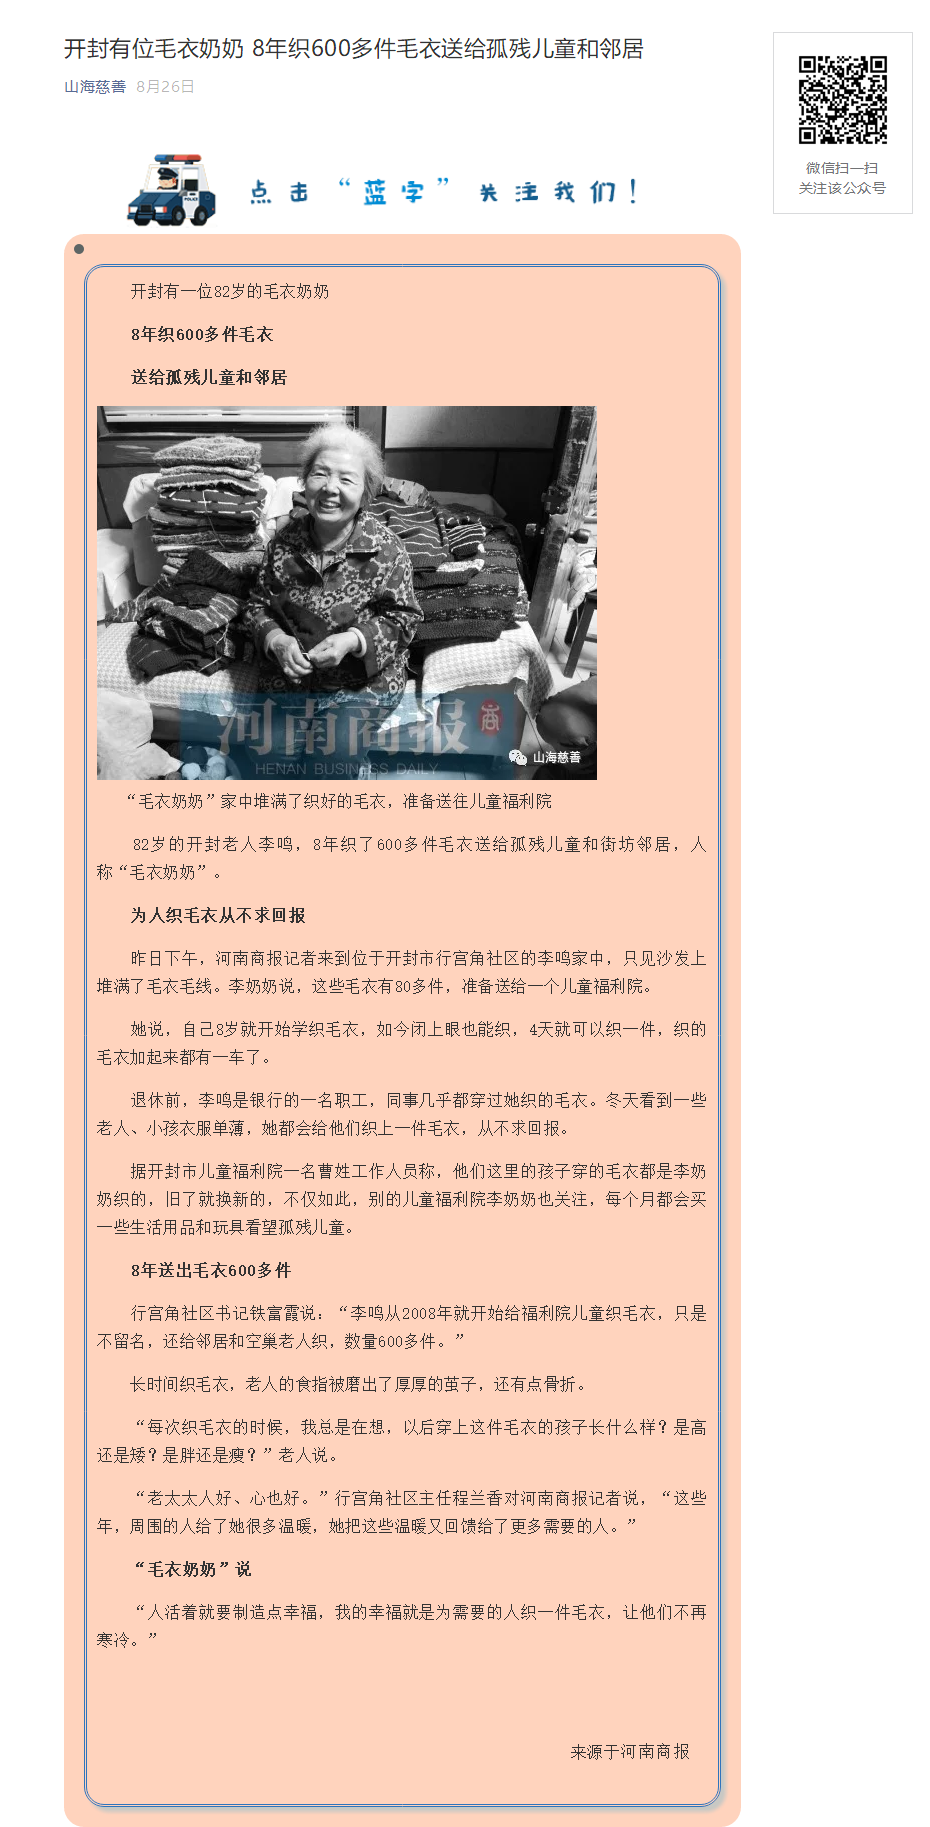 开封有位毛衣奶奶 8年织600多件毛衣送给孤残儿童和邻居
山海慈善 8月26日
微信扫一扫
关注该公众号
POLICE
点击“蓝字”关注我们！
开封有一位82岁的毛衣奶奶
8年织600多件毛衣
送给孤残儿童和邻居
河南商报 商
HENAN BUSINESS DAILY
山海慈善
“毛衣奶奶”家中堆满了织好的毛衣，准备送往儿童福利院
82岁的开封老人李鸣，8年织了600多件毛衣送给孤残儿童和街坊邻居，人
称“毛衣奶奶”。
为人织毛衣从不求回报
昨日下午，河南商报记者来到位于开封市行宫角社区的李鸣家中，只见沙发上
堆满了毛衣毛线。李奶奶说，这些毛衣有80多件，准备送给一个儿童福利院。
她说，自己8岁就开始学织毛衣，如今闭上眼也能织，4天就可以织一件，织的
毛衣加起来都有一车了。
退休前，李鸣是银行的一名职工，同事几乎都穿过她织的毛衣。冬天看到一些
老人、小孩衣服单薄，她都会给他们织上一件毛衣，从不求回报。
据开封市儿童福利院一名曹姓工作人员称，他们这里的孩子穿的毛衣都是李奶
奶织的，旧了就换新的，不仅如此，别的儿童福利院李奶奶也关注，每个月都会买
一些生活用品和玩具看望孤残儿童。
8年送出毛衣600多件
行宫角社区书记铁富霞说：“李鸣从2008年就开始给福利院儿童织毛衣，只是
不留名，还给邻居和空巢老人织，数量600多件。”
长时间织毛衣，老人的食指被磨出了厚厚的茧子，还有点骨折。
“每次织毛衣的时候，我总是在想，以后穿上这件毛衣的孩子长什么样？是高
还是矮？是胖还是瘦？”老人说。
“老太太人好、心也好。”行宫角社区主任程兰香对河南商报记者说，“这些
年，周围的人给了她很多温暖，她把这些温暖又回馈给了更多需要的人。”
“毛衣奶奶”说
“人活着就要制造点幸福，我的幸福就是为需要的人织一件毛衣，让他们不再
寒冷。”
来源于河南商报